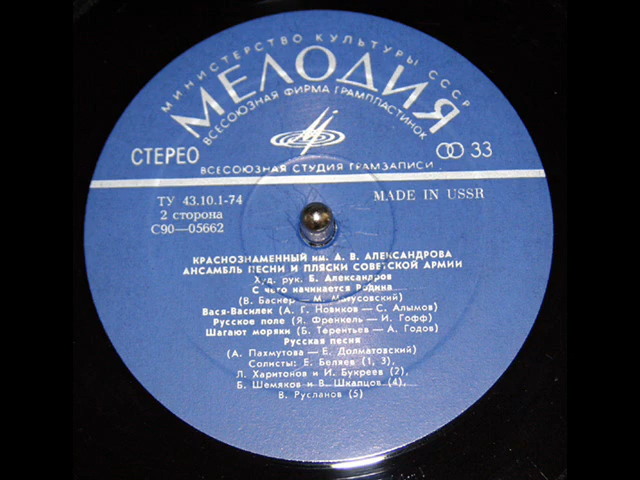 МИНИСТЕРСТВО КУЛЬТУРЫ СССР
МЕЛОДИЯ
ВСЕСОЮЗНАЯ ФИРМА ГРАМПЛАСТИНОК
СТЕРЕО
33
ВСЕСОЮЗНАЯ СТУДИЯ ГРАМЗАПИСИ
ТУ 43.10.1-74
MADE IN USSR
2 сторона
С90—05662
КРАСНОЗНАМЕННЫЙ им. А. В. АЛЕКСАНДРОВА
АНСАМБЛЬ ПЕСНИ И ПЛЯСКИ СОВЕТСКОЙ АРМИИ
Худ. рук. Б. Александров
С чего начинается Родина
(В. Баснер — М. Матусовский)
Вася-Василек (А. Г. Новиков — С. Алымов)
Русское поле (Я. Френкель — И. Гофф)
Шагают моряки (Б. Терентьев — А. Годов)
Русская песня
(А. Пахмутова — Е. Долматовский)
Солисты: Е. Беляев (1, 3),
Л. Харитонов и И. Букреев (2),
Б. Шемяков и В. Шкапцов (4),
В. Русланов (5)